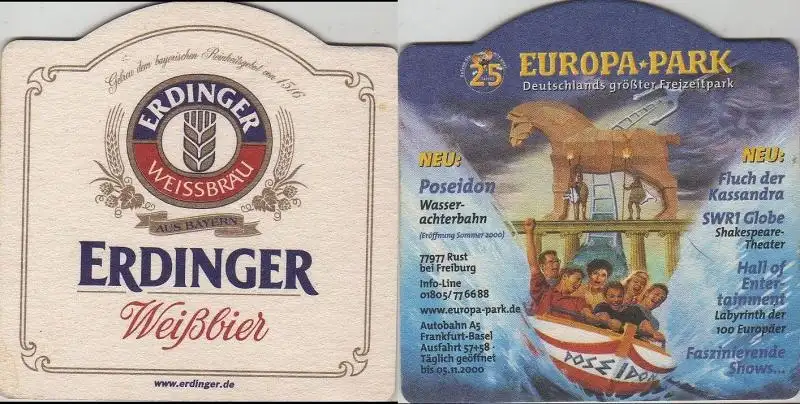 Getreu dem bayerischen Reinheitsgebot von 1516
ERDINGER
WEISSBRÄU
AUS BAYERN
ERDINGER
Weißbier
www.erdinger.de
25
EUROPA★PARK
Deutschlands größter Freizeitpark
NEU:
Poseidon
Wasser-
achterbahn
(Eröffnung Sommer 2000)
77977 Rust
bei Freiburg
Info-Line
01805/776688
www.europa-park.de
Autobahn A5
Frankfurt-Basel
Ausfahrt 57+58.
Täglich geöffnet
bis 05.11.2000
NEU:
Fluch der
Kassandra
SWR1 Globe
Shakespeare-
Theater
Hall of
Enter-
tainment
Labyrinth der
100 Europäer
Faszinierende
Shows...
POSEIDON